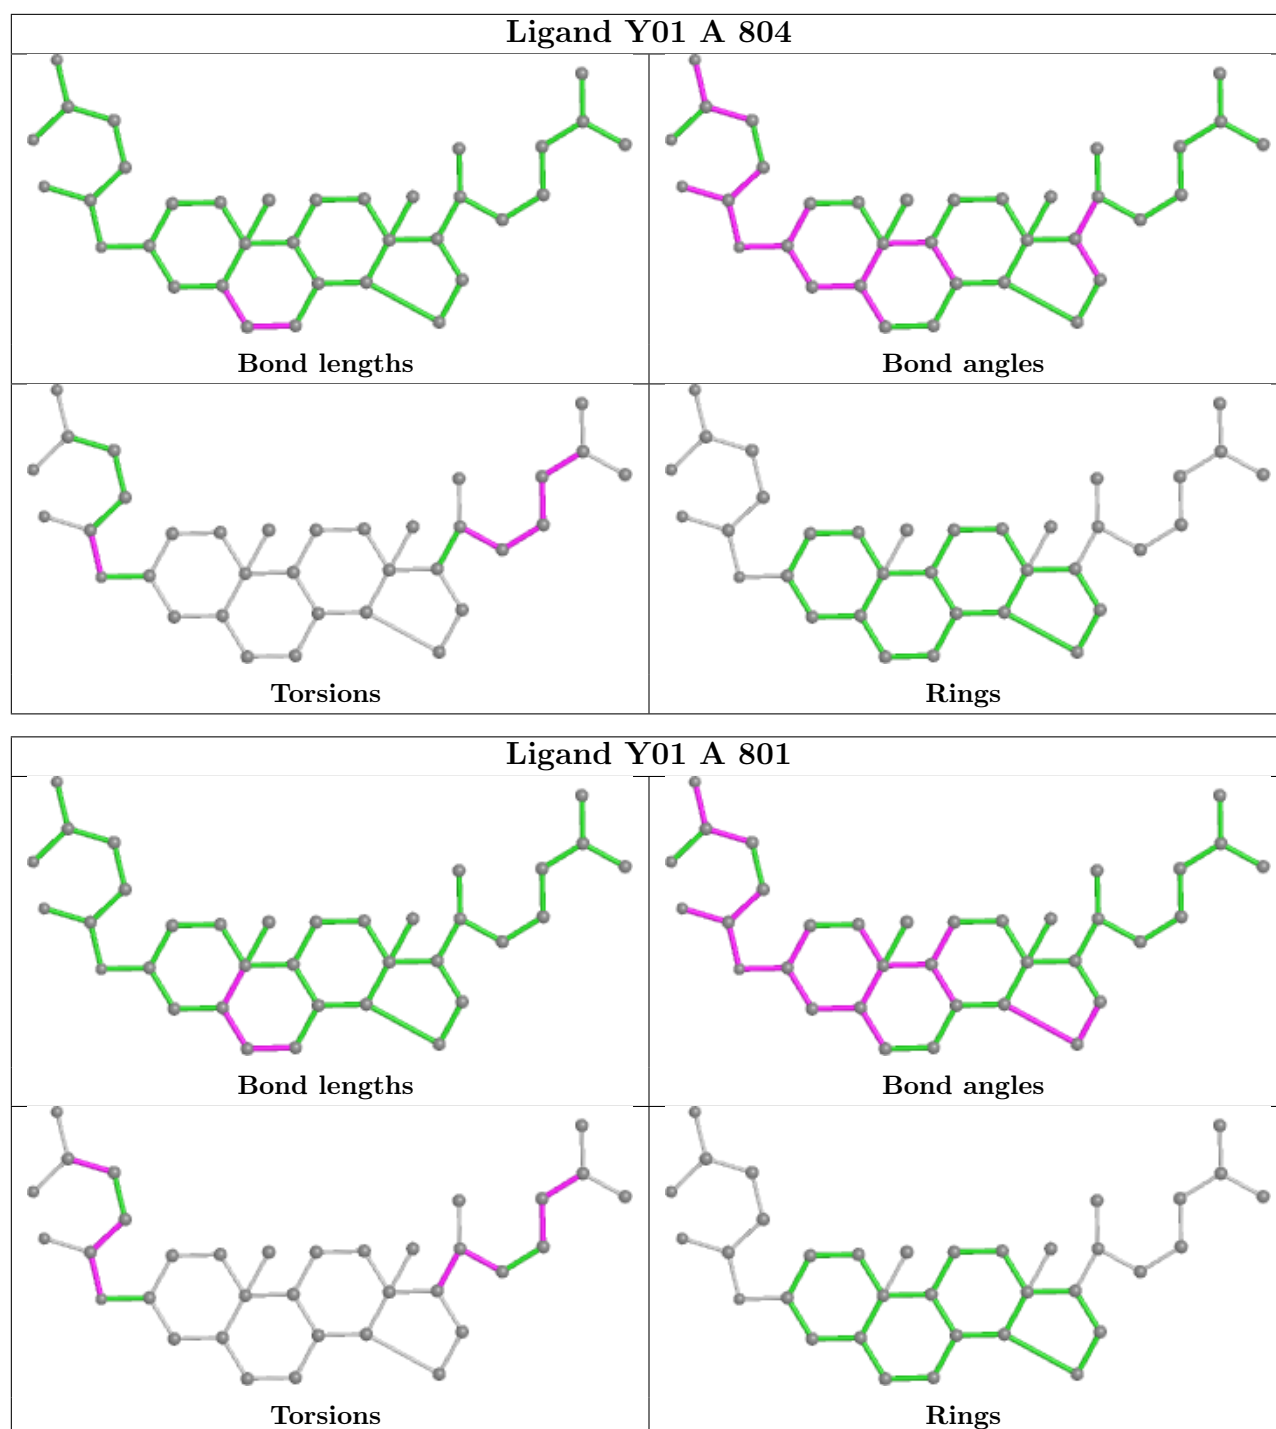 Ligand Y01 A 804
Bond lengths
Bond angles
Torsions
Rings
Ligand Y01 A 801
Bond lengths
Bond angles
Torsions
Rings